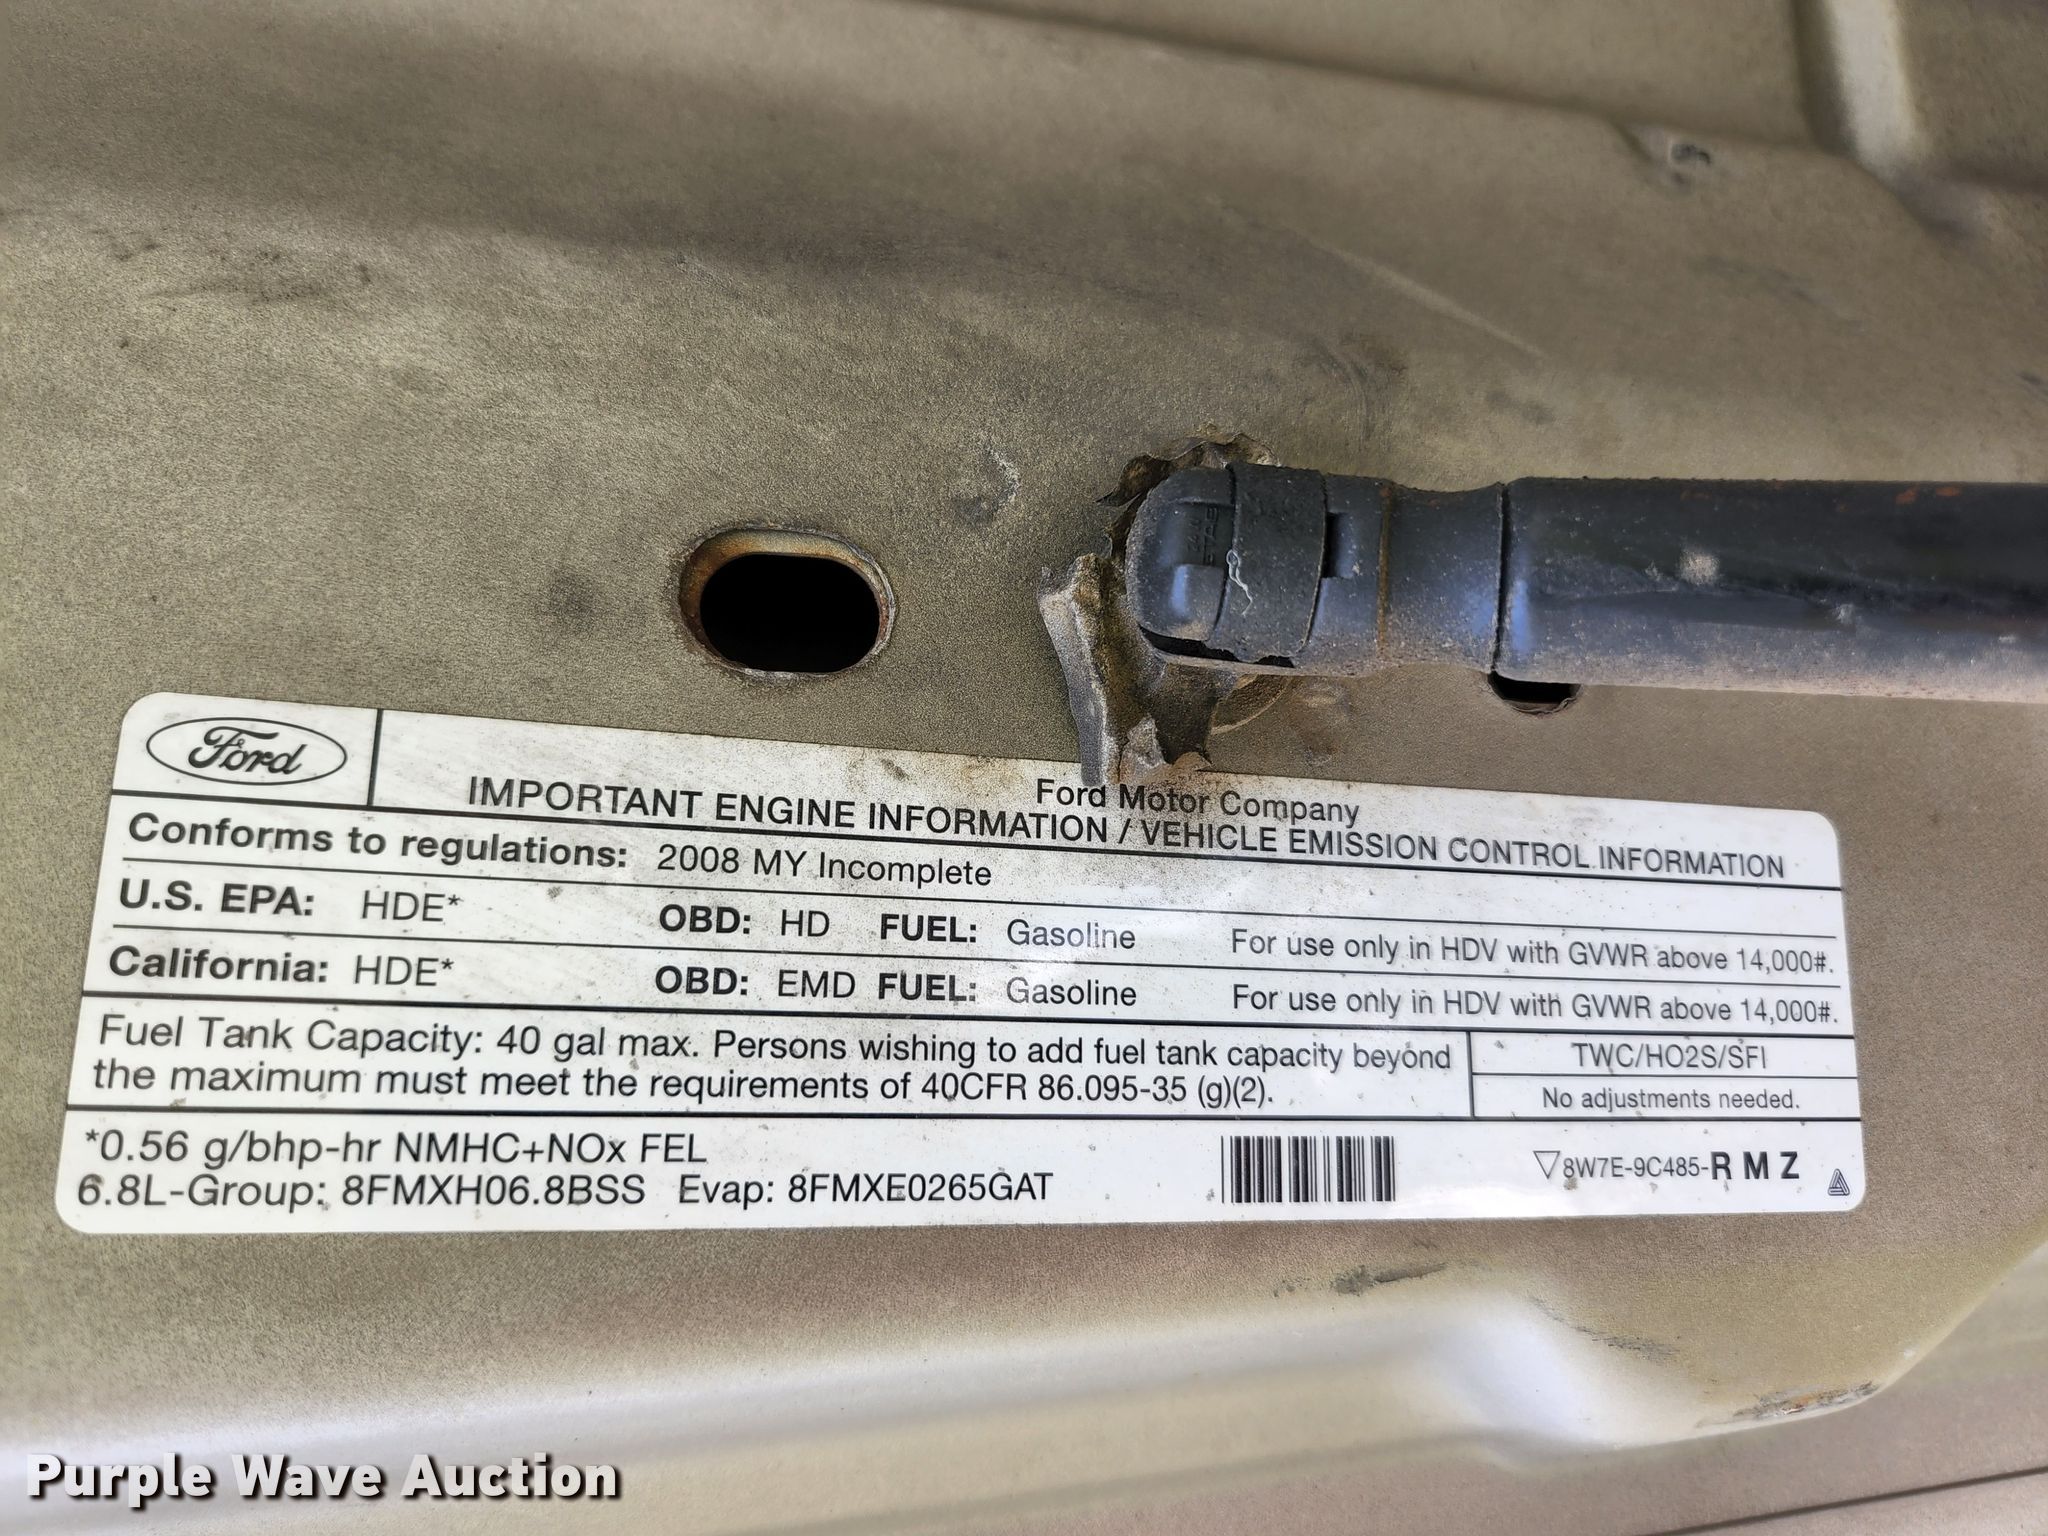 Ford
Ford Motor Company
IMPORTANT ENGINE INFORMATION / VEHICLE EMISSION CONTROL INFORMATION
Conforms to regulations: 2008 MY Incomplete
U.S. EPA: HDE* OBD: HD FUEL: Gasoline For use only in HDV with GVWR above 14,000#.
California: HDE* OBD: EMD FUEL: Gasoline For use only in HDV with GVWR above 14,000#.
Fuel Tank Capacity: 40 gal max. Persons wishing to add fuel tank capacity beyond
the maximum must meet the requirements of 40CFR 86.095-35 (g)(2).
TWC/HO2S/SFI
No adjustments needed.
*0.56 g/bhp-hr NMHC+NOx FEL
6.8L-Group: 8FMXH06.8BSS Evap: 8FMXE0265GAT
8W7E-9C485-R M Z
Purple Wave Auction